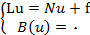 Lu = Nu + f
B(u) = ·